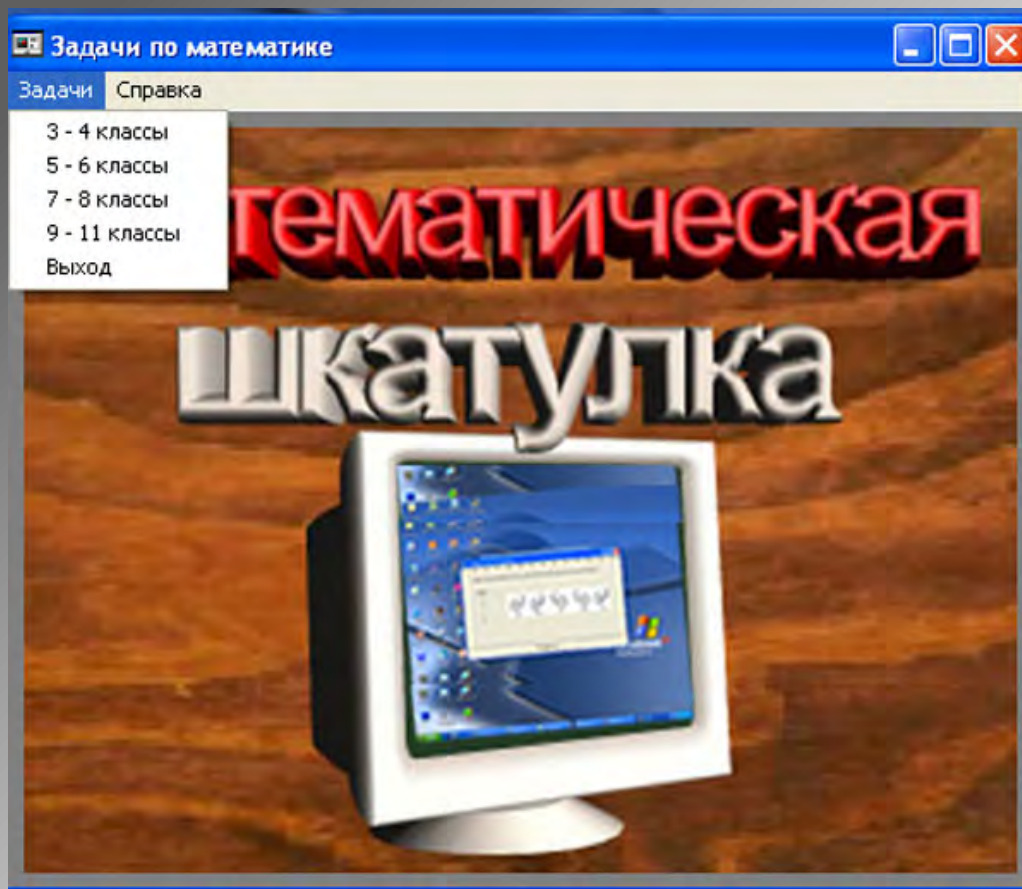 Задачи по математике
Задачи Справка
3 - 4 классы
5 - 6 классы
7 - 8 классы
9 - 11 классы
Выход
тематическая
шкатулка